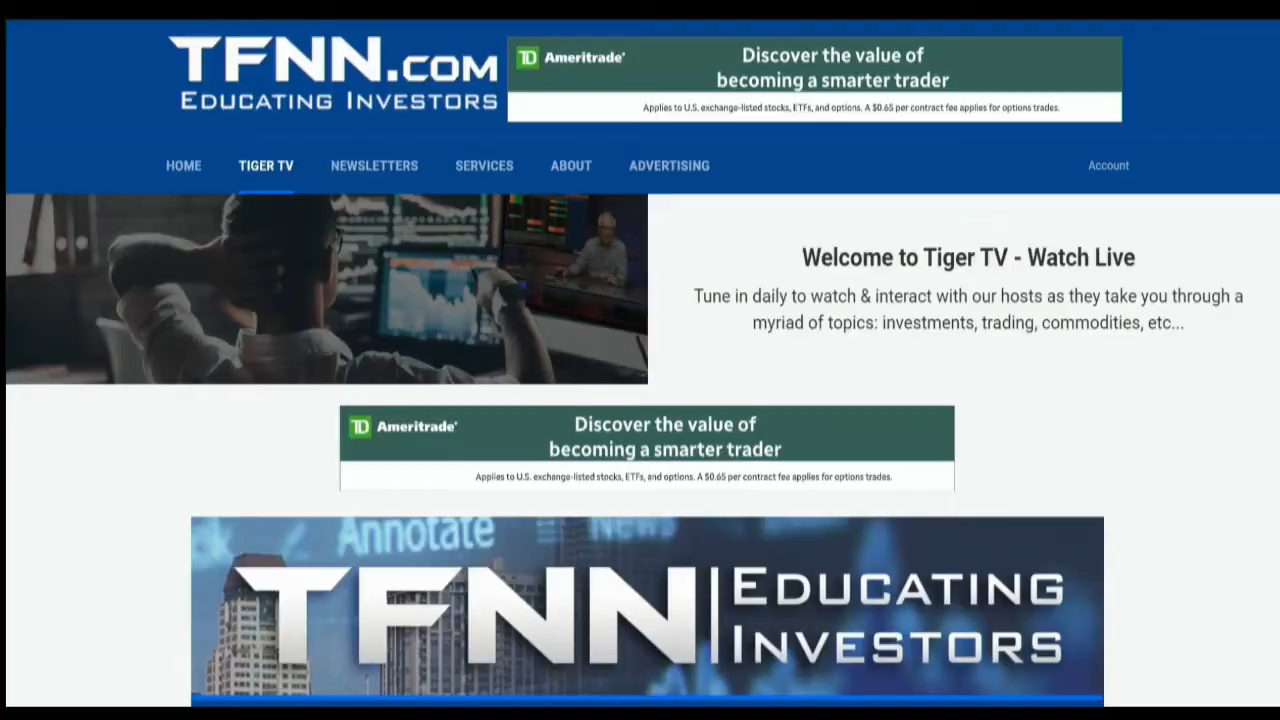 TFNN.COM
EDUCATING INVESTORS
TD Ameritrade
Discover the value of
becoming a smarter trader
Applies to U.S. exchange-listed stocks, ETFs, and options. A $0.65 per contract fee applies for options trades.
HOME TIGER TV NEWSLETTERS SERVICES ABOUT ADVERTISING Account
Welcome to Tiger TV - Watch Live
Tune in daily to watch & interact with our hosts as they take you through a
myriad of topics: investments, trading, commodities, etc...
TD Ameritrade
Discover the value of
becoming a smarter trader
Applies to U.S. exchange-listed stocks, ETFs, and options. A $0.65 per contract fee applies for options trades.
Annotate News
TFNN EDUCATING
INVESTORS